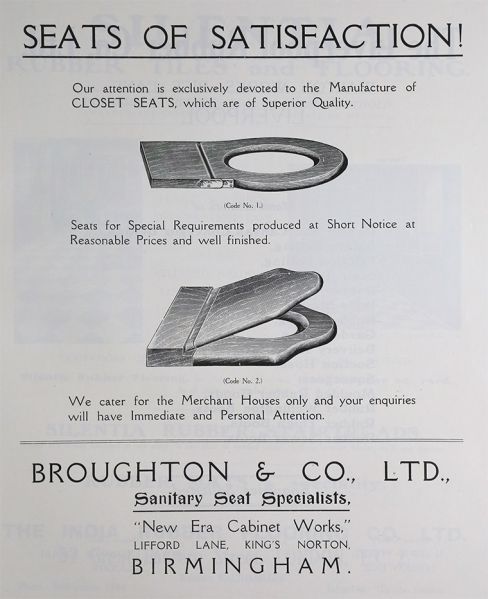 SEATS OF SATISFACTION!
Our attention is exclusively devoted to the Manufacture of
CLOSET SEATS, which are of Superior Quality.
(Code No. 1.)
Seats for Special Requirements produced at Short Notice at
Reasonable Prices and well finished.
(Code No. 2.)
We cater for the Merchant Houses only and your enquiries
will have Immediate and Personal Attention.
BROUGHTON & CO., LTD.,
Sanitary Seat Specialists,
"New Era Cabinet Works,"
LIFFORD LANE, KING'S NORTON,
BIRMINGHAM.